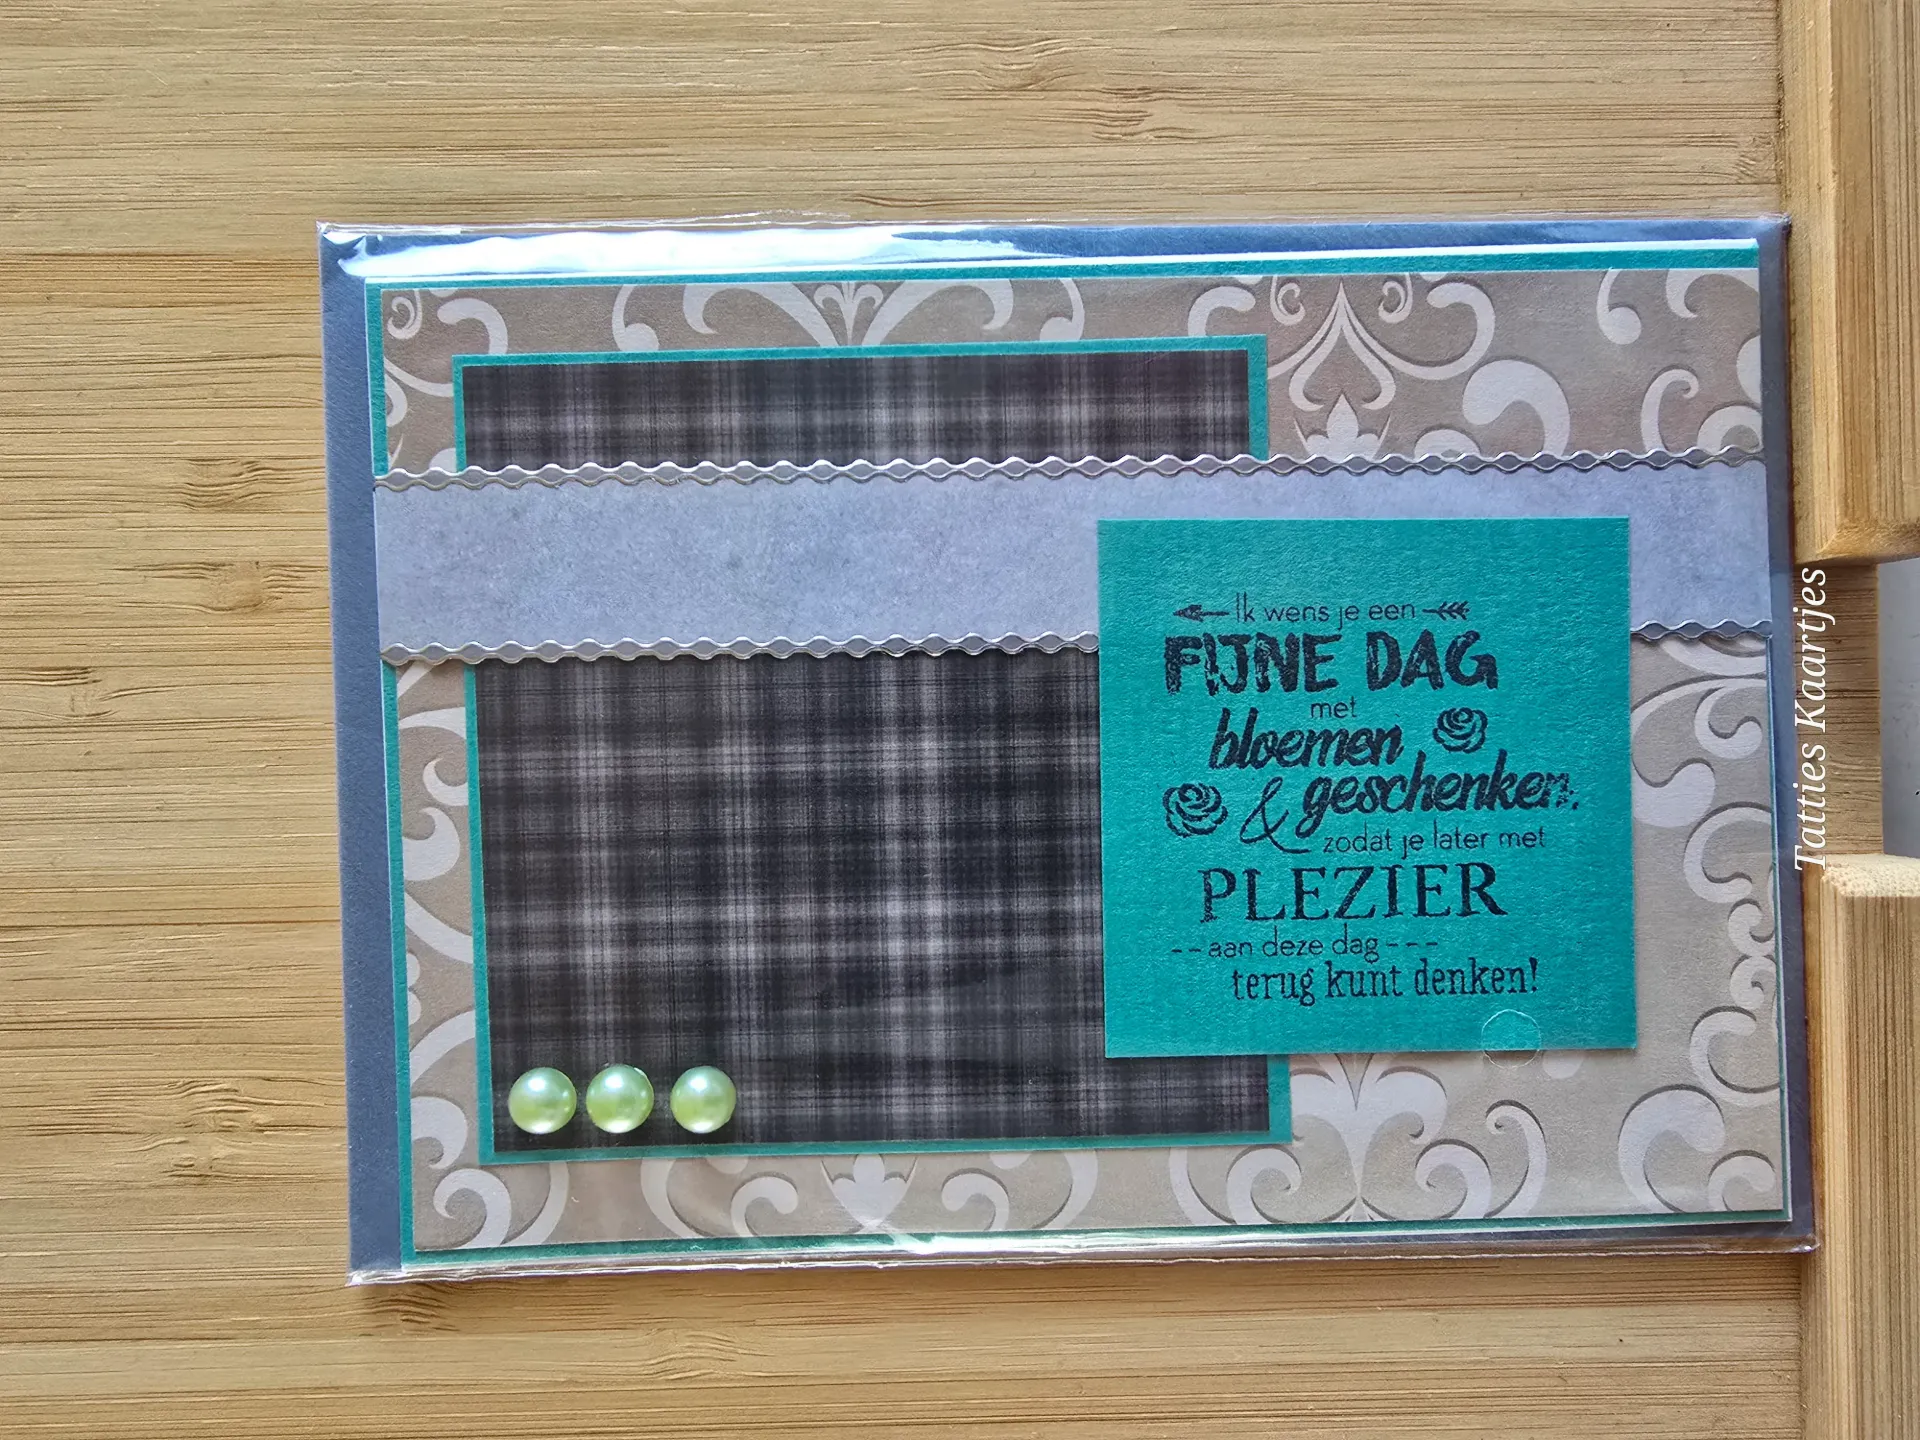 Ik wens je een
FIJNE DAG
met
bloemen
& geschenken,
zodat je later met
PLEZIER
-- aan deze dag ---
terug kunt denken!
Tatties Kaartjes